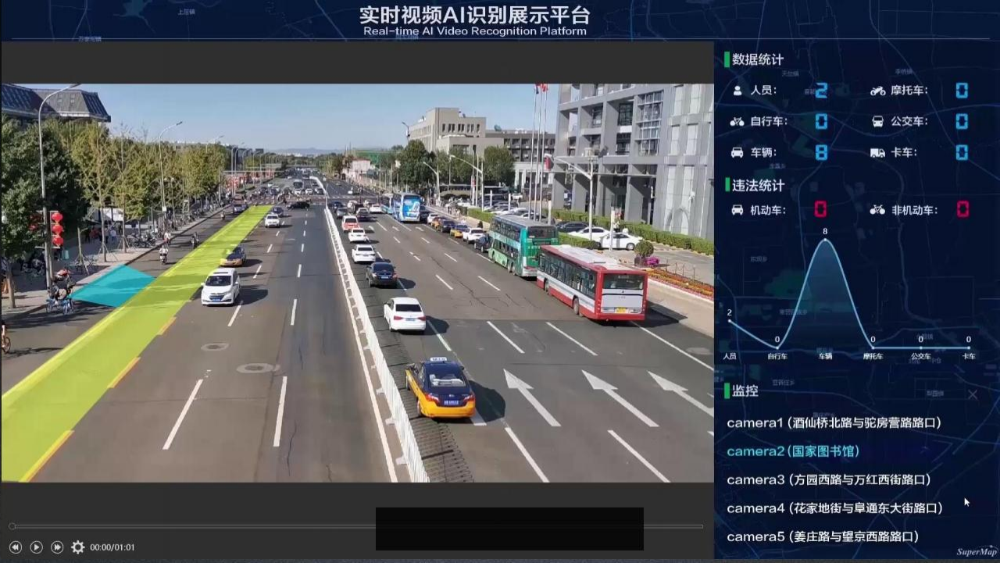 上庄镇
实时视频AI识别展示平台
Real-time AI Video Recognition Platform
数据统计
人员: 2
摩托车: 0
自行车: 0
公交车: 0
车辆: 8
卡车: 0
违法统计
机动车: 0
非机动车: 0
8
2
0
0
0
0
人员
自行车
车辆
摩托车
公交车
卡车
监控
camera1 (酒仙桥北路与驼房营路路口)
camera2 (国家图书馆)
camera3 (方园西路与万红西街路口)
camera4 (花家地街与阜通东大街路口)
camera5 (姜庄路与望京西路路口)
00:00/01:01
SuperMap